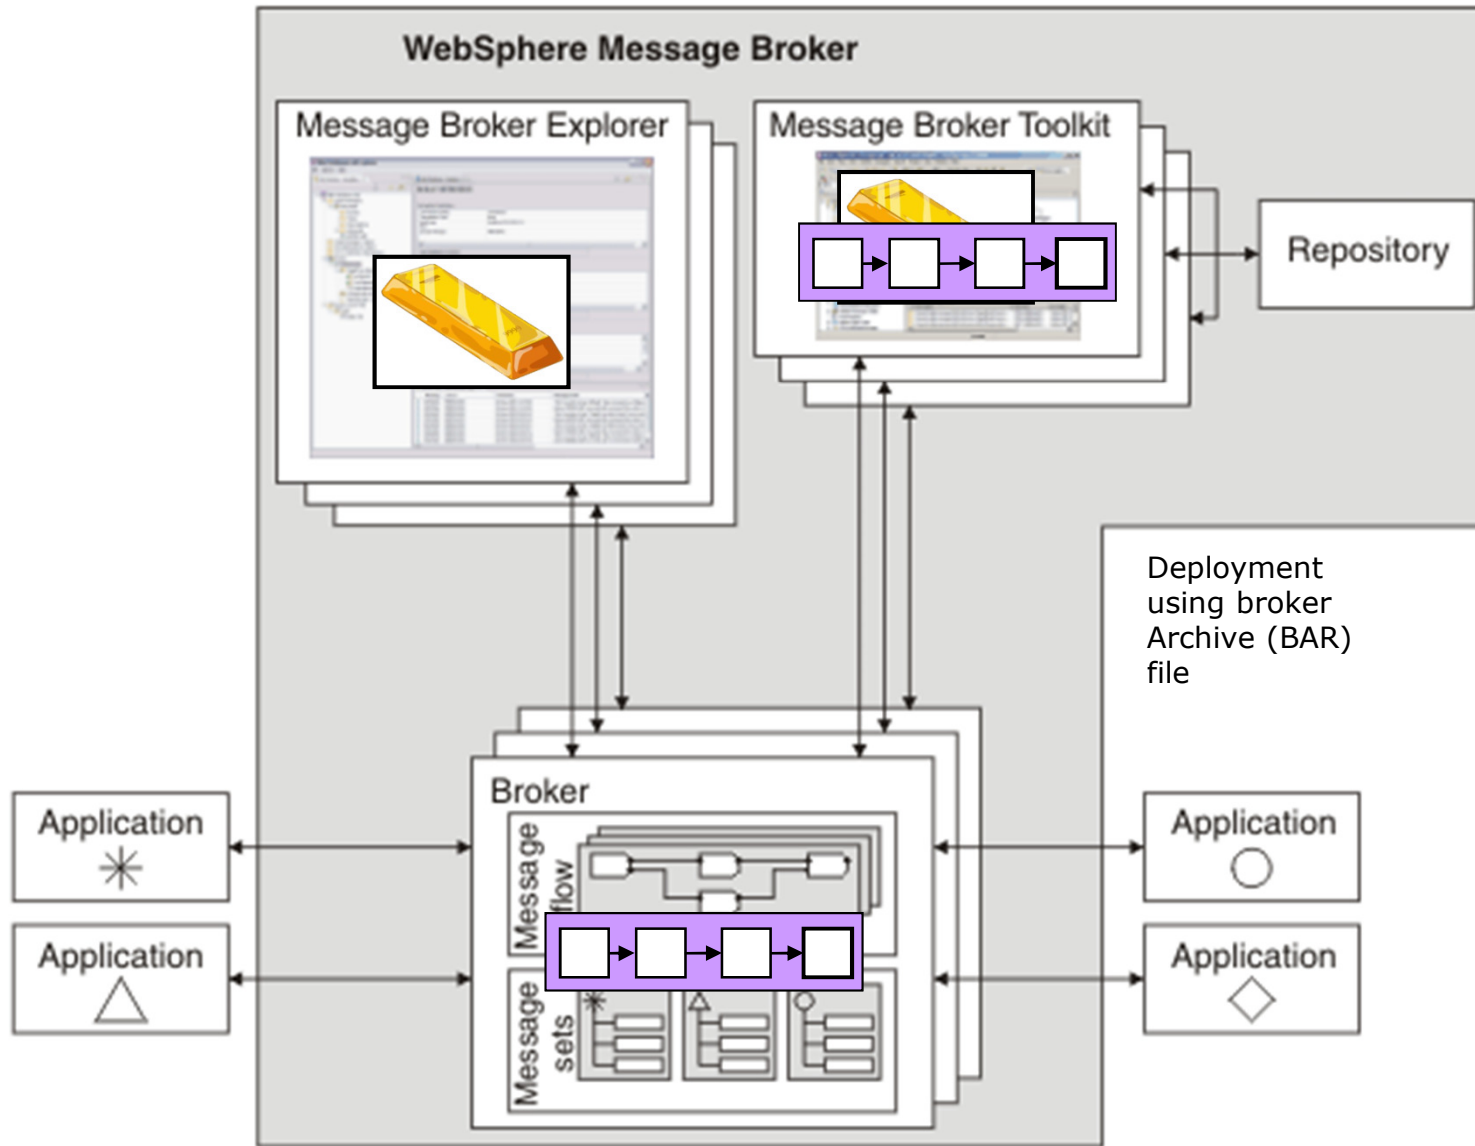 WebSphere Message Broker
Message Broker Explorer
Message Broker Toolkit
Repository
Deployment
using broker
Archive (BAR)
file
Broker
Message
flow
Message
sets
Application
Application
Application
Application